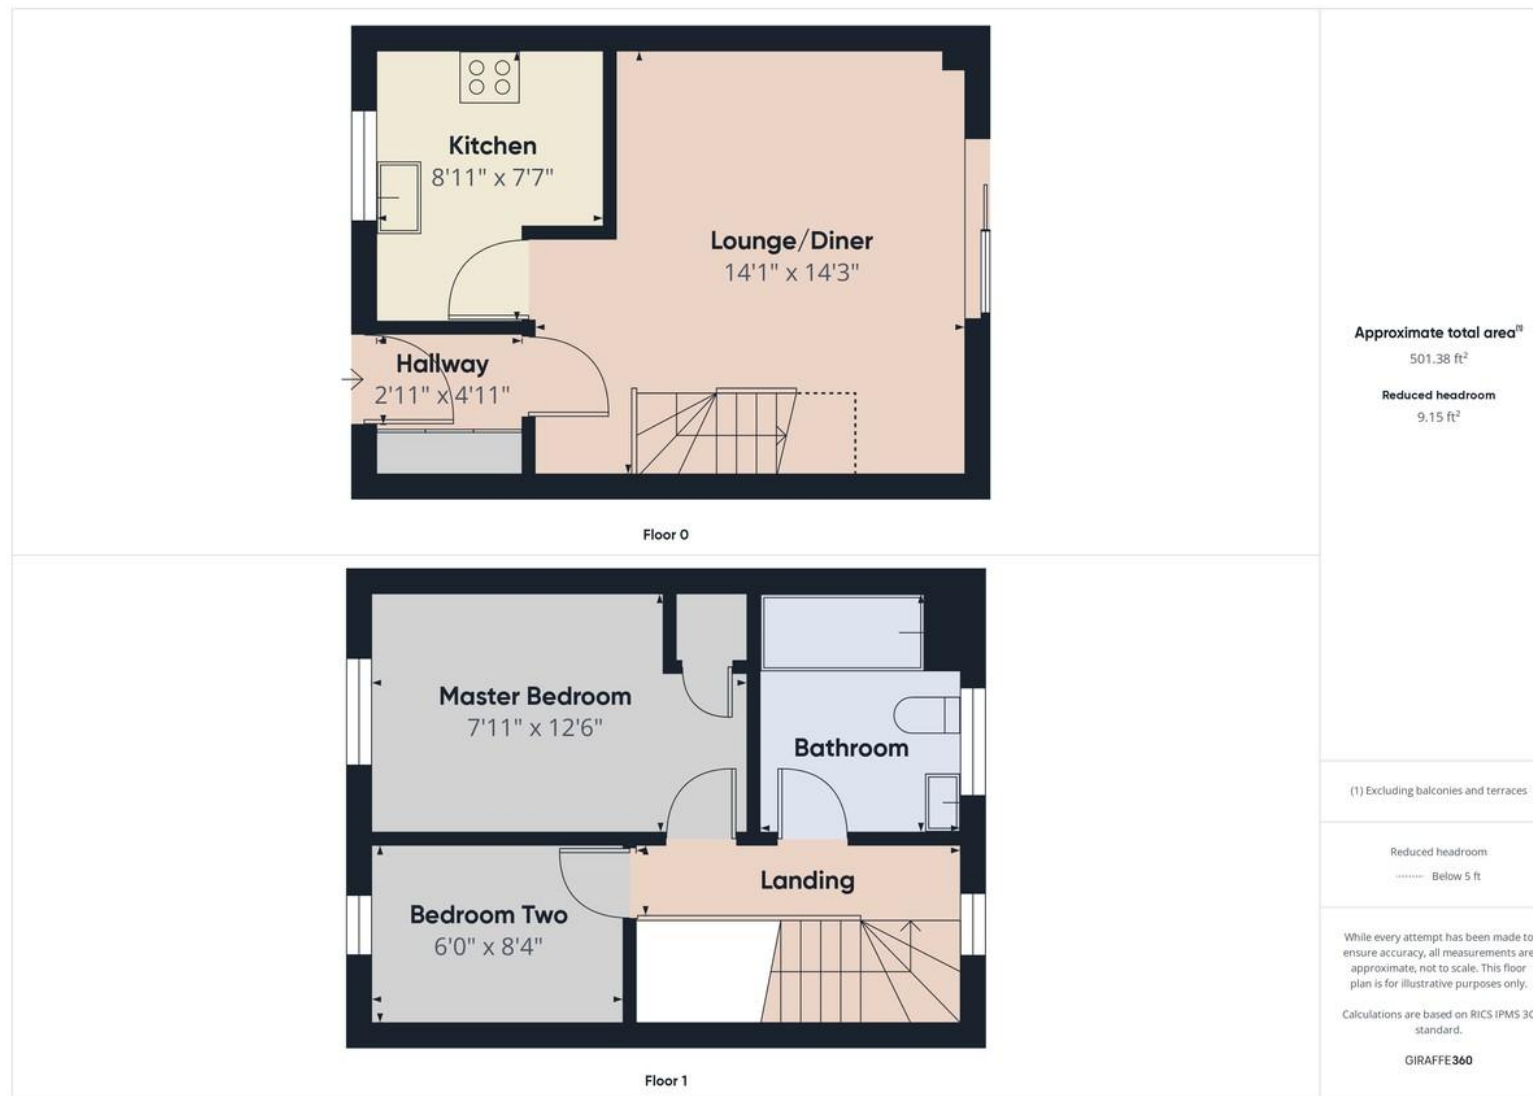 Kitchen
8'11" x 7'7"
Lounge/Diner
14'1" x 14'3"
Hallway
2'11" x 4'11"
Floor 0
Master Bedroom
7'11" x 12'6"
Bathroom
Landing
Bedroom Two
6'0" x 8'4"
Floor 1
Approximate total area(1)
501.38 ft²
Reduced headroom
9.15 ft²
(1) Excluding balconies and terraces
Reduced headroom
Below 5 ft
While every attempt has been made to
ensure accuracy, all measurements are
approximate, not to scale. This floor
plan is for illustrative purposes only.
Calculations are based on RICS IPMS 3C
standard.
GIRAFFE360